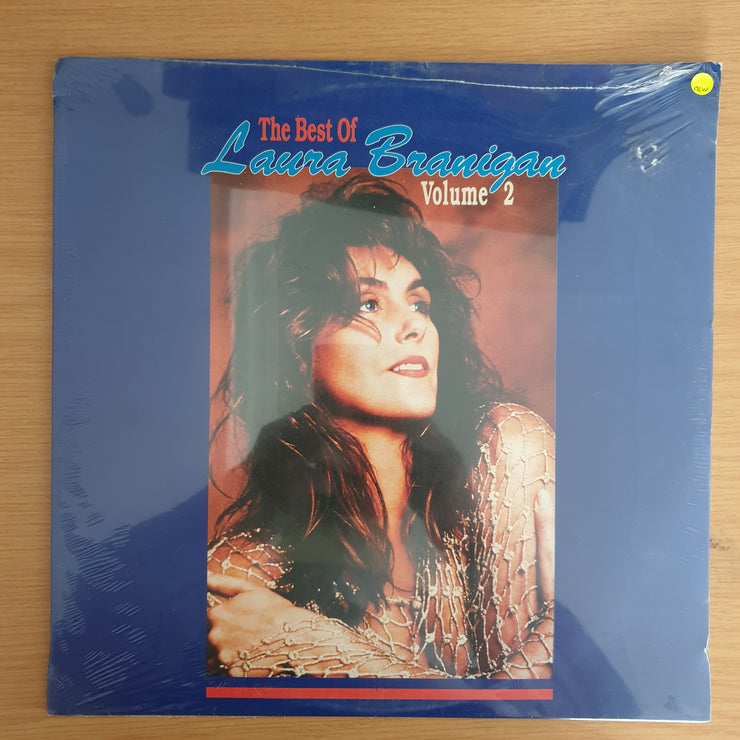 The Best Of
Laura Branigan
Volume 2
new